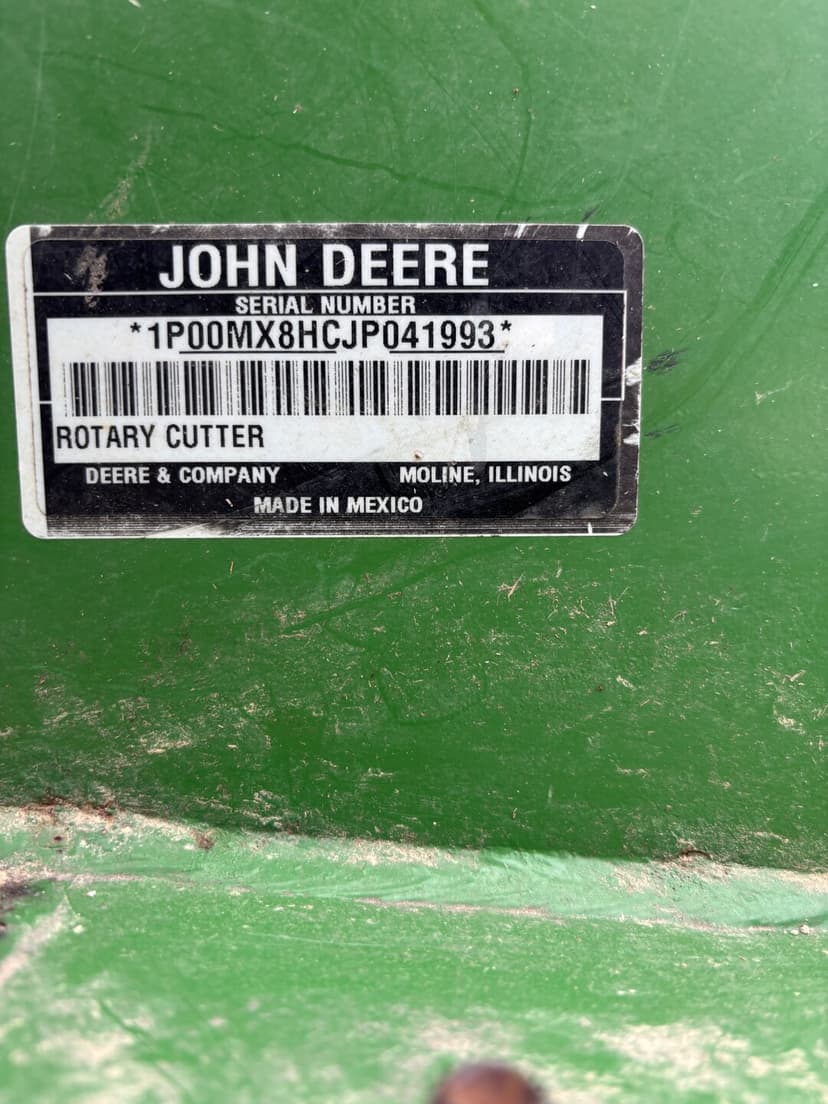 JOHN DEERE
SERIAL NUMBER
*1P00MX8HCJP041993*
ROTARY CUTTER
DEERE & COMPANY MOLINE, ILLINOIS
MADE IN MEXICO